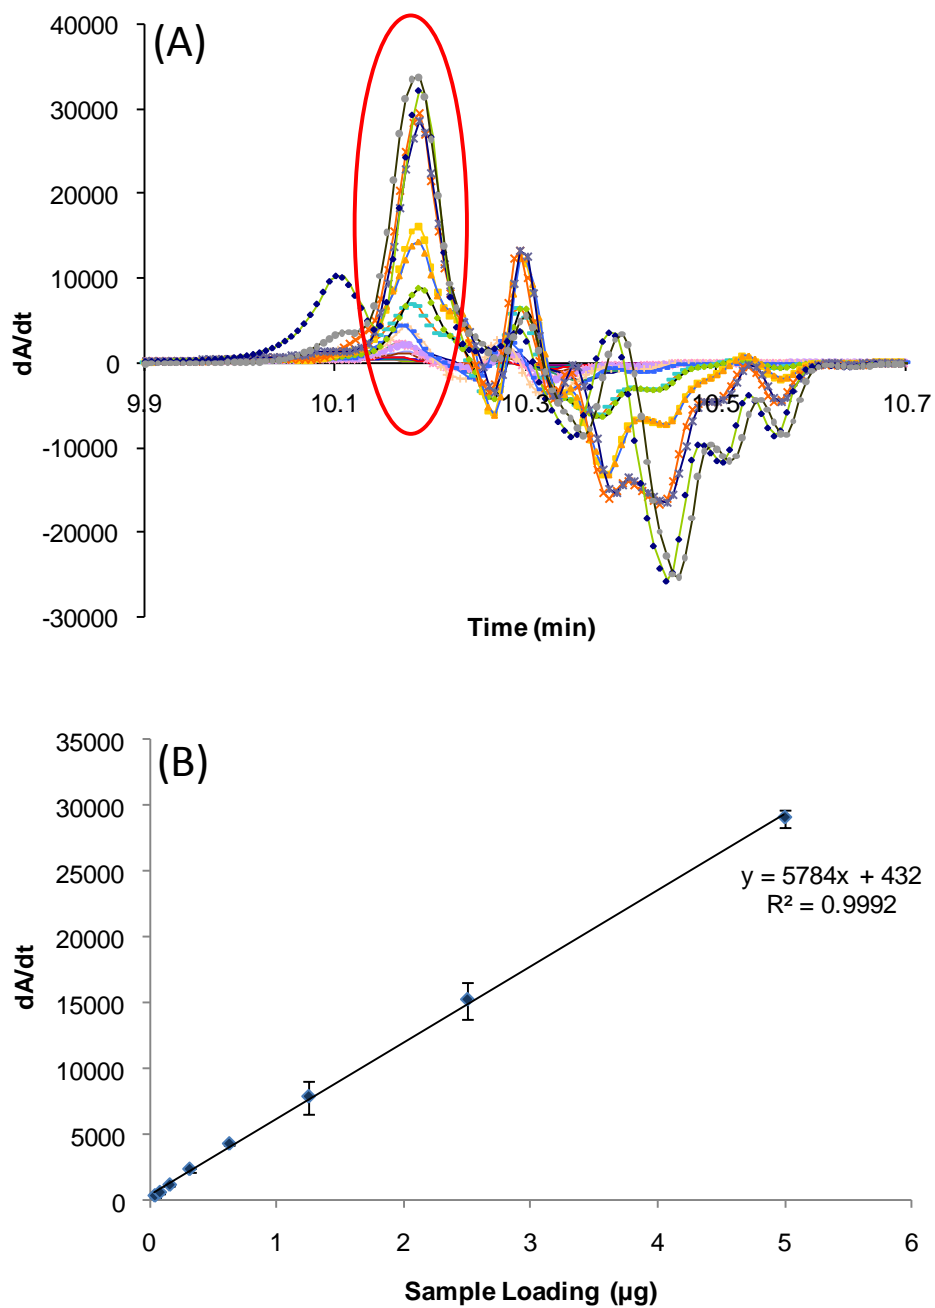 (A)
40000
30000
20000
10000
0
-10000
-20000
-30000
dA/dt
9.9 10.1 10.3 10.5 10.7
Time (min)
(B)
35000
30000
25000
20000
15000
10000
5000
0
dA/dt
y = 5784x + 432
R² = 0.9992
0 1 2 3 4 5 6
Sample Loading (µg)